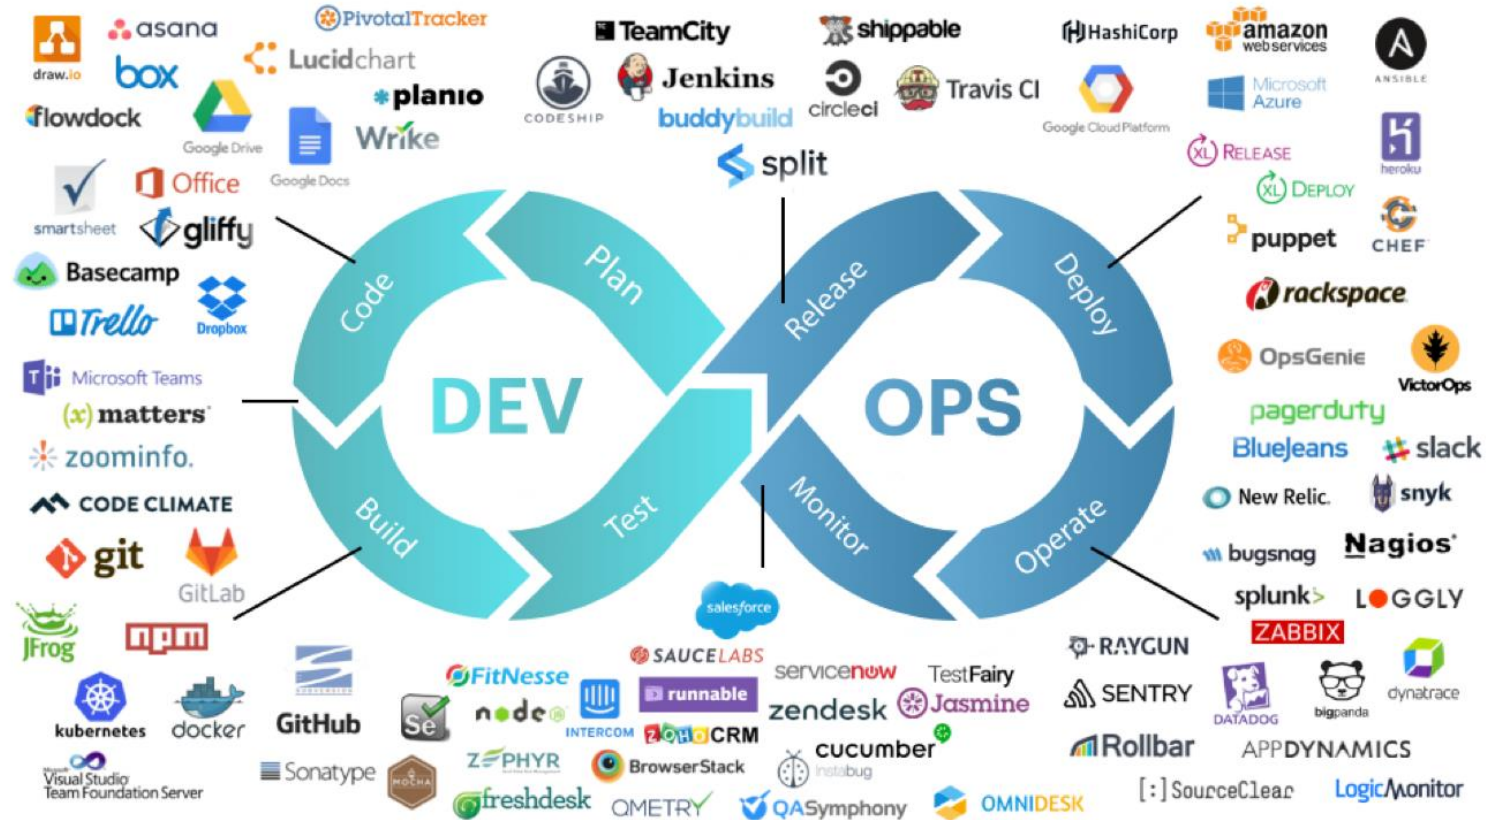 draw.io
asana
PivotalTracker
box
Lucidchart
flowdock
Google Drive
planio
Google Docs
Wrike
smartsheet
Office
gliffy
Basecamp
Trello
Dropbox
TeamCity
shippable
CODESHIP
Jenkins
circleci
Travis CI
buddybuild
split
HashiCorp
amazon
web services
ANSIBLE
Google Cloud Platform
Microsoft
Azure
XL RELEASE
heroku
XL DEPLOY
puppet
CHEF
rackspace
Code
Plan
Release
Deploy
DEV
OPS
Build
Test
Monitor
Operate
T Microsoft Teams
(x) matters
zoominfo.
CODE CLIMATE
git
GitLab
JFrog
npm
kubernetes
docker
SUBVERSION
GitHub
Microsoft
Visual Studio
Team Foundation Server
Sonatype
MOCHA
OpsGenie
VictorOps
pagerduty
BlueJeans
slack
New Relic.
snyk
bugsnag
Nagios®
splunk>
LOGGLY
ZABBIX
RAYGUN
SENTRY
DATADOG
bigpanda
dynatrace
Rollbar
APPDYNAMICS
[:]SourceClear
LogicMonitor
salesforce
SAUCELABS
FitNesse
servicenow
TestFairy
Se
node
JS
INTERCOM
runnable
zendesk
Jasmine
ZOHO CRM
cucumber
ZEPHYR
BrowserStack
Instabug
freshdesk
QMETRY
QASymphony
OMNIDESK